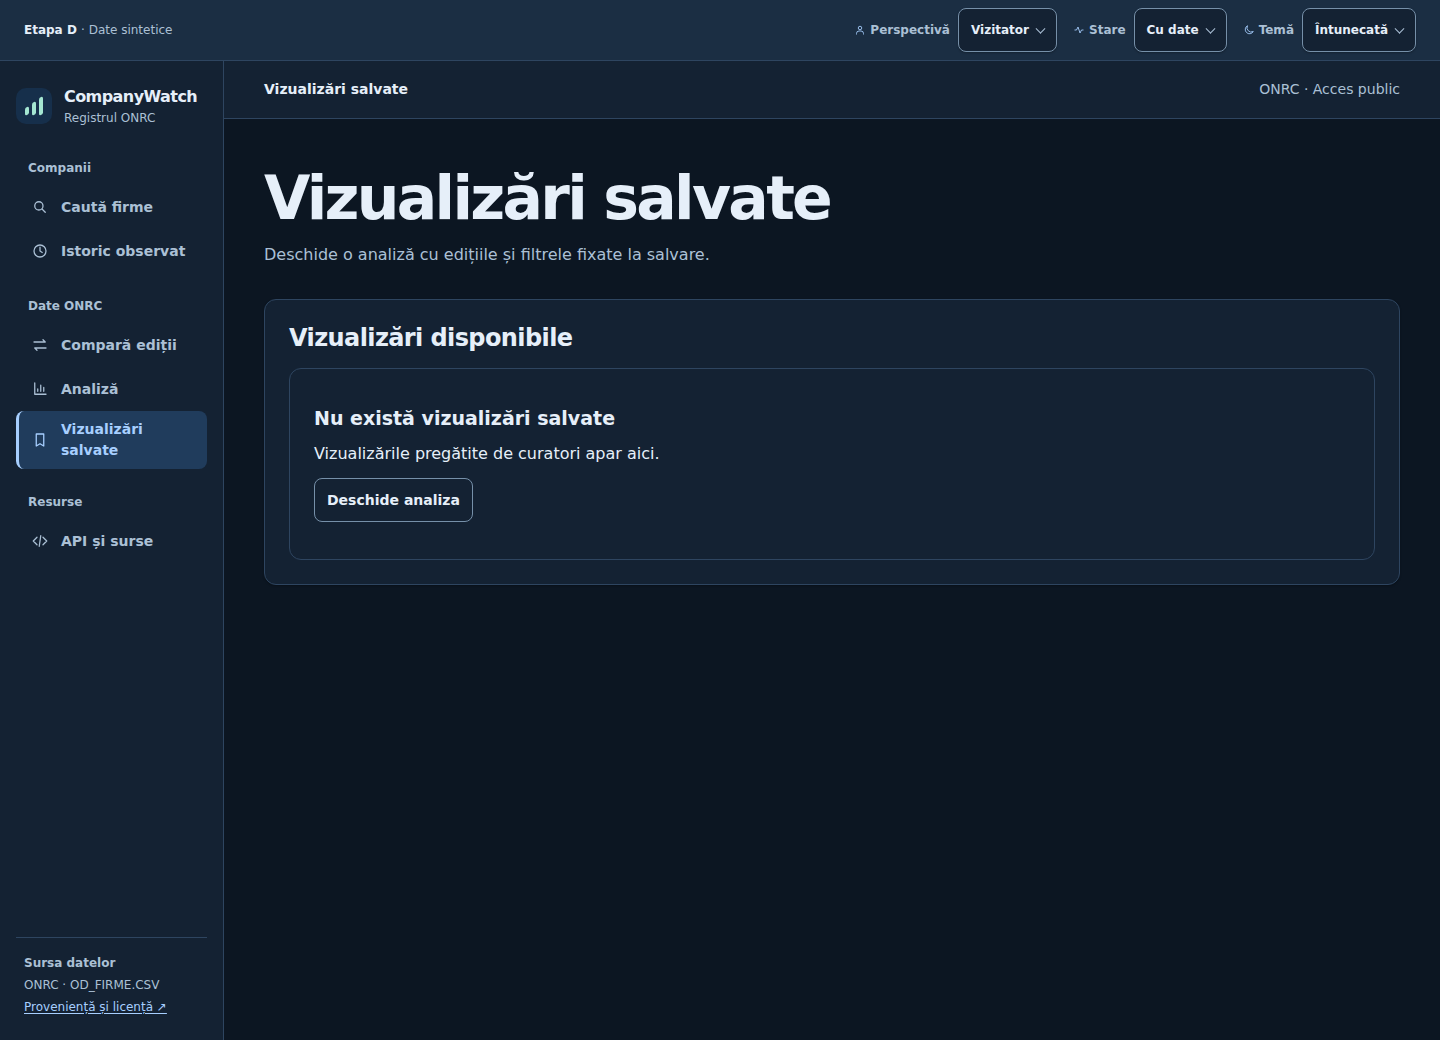 Etapa D · Date sintetice
Perspectivă Vizitator Stare Cu date Temă Întunecată
CompanyWatch
Registrul ONRC
Companii
Caută firme
Istoric observat
Date ONRC
Compară ediții
Analiză
Vizualizări
salvate
Resurse
API și surse
Sursa datelor
ONRC · OD_FIRME.CSV
Proveniență și licență ↗
Vizualizări salvate
ONRC · Acces public
Vizualizări salvate
Deschide o analiză cu edițiile și filtrele fixate la salvare.
Vizualizări disponibile
Nu există vizualizări salvate
Vizualizările pregătite de curatori apar aici.
Deschide analiza